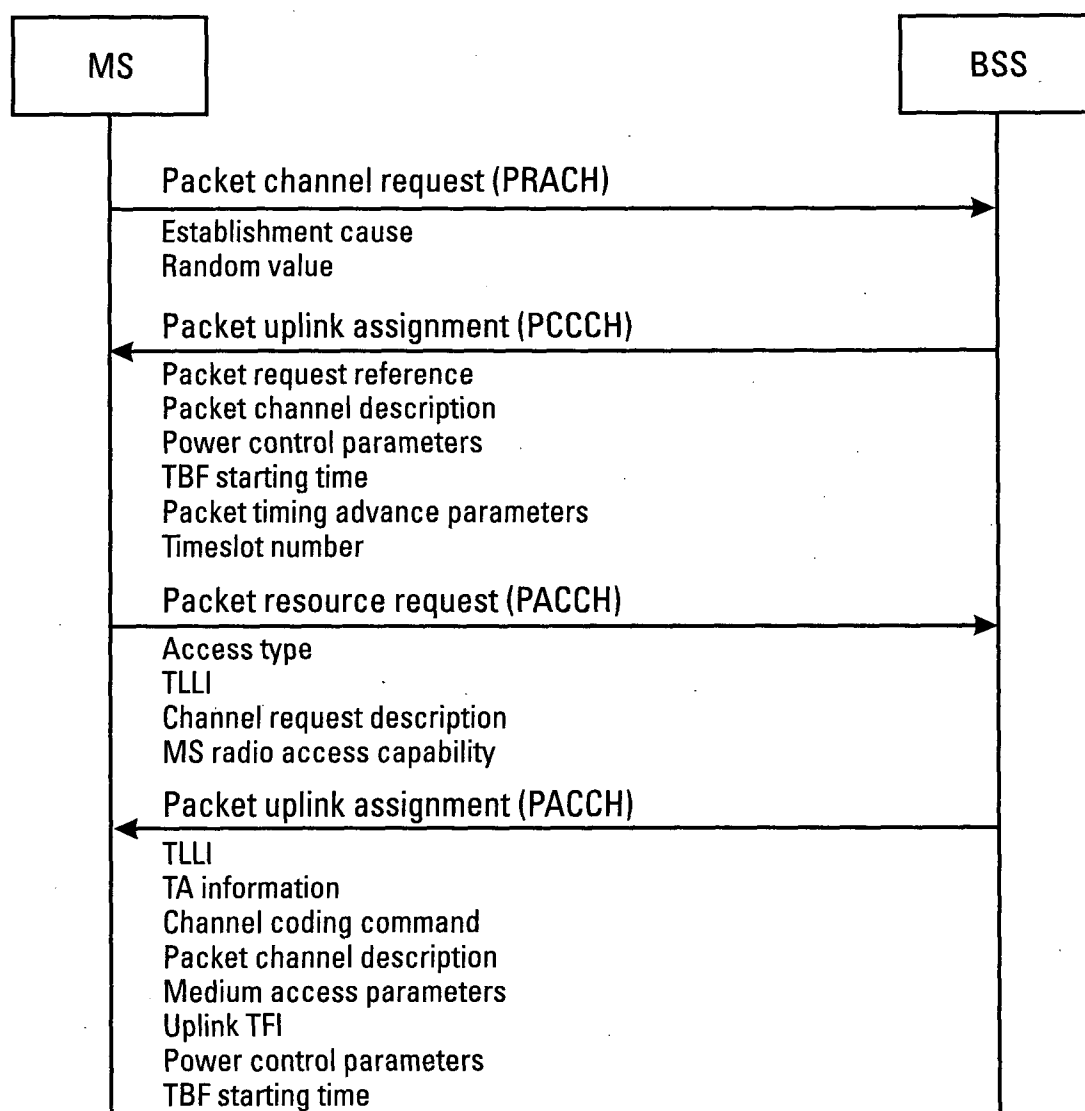 MS
BSS
Packet channel request (PRACH)
Establishment cause
Random value
Packet uplink assignment (PCCCH)
Packet request reference
Packet channel description
Power control parameters
TBF starting time
Packet timing advance parameters
Timeslot number
Packet resource request (PACCH)
Access type
TLLI
Channel request description
MS radio access capability
Packet uplink assignment (PACCH)
TLLI
TA information
Channel coding command
Packet channel description
Medium access parameters
Uplink TFI
Power control parameters
TBF starting time